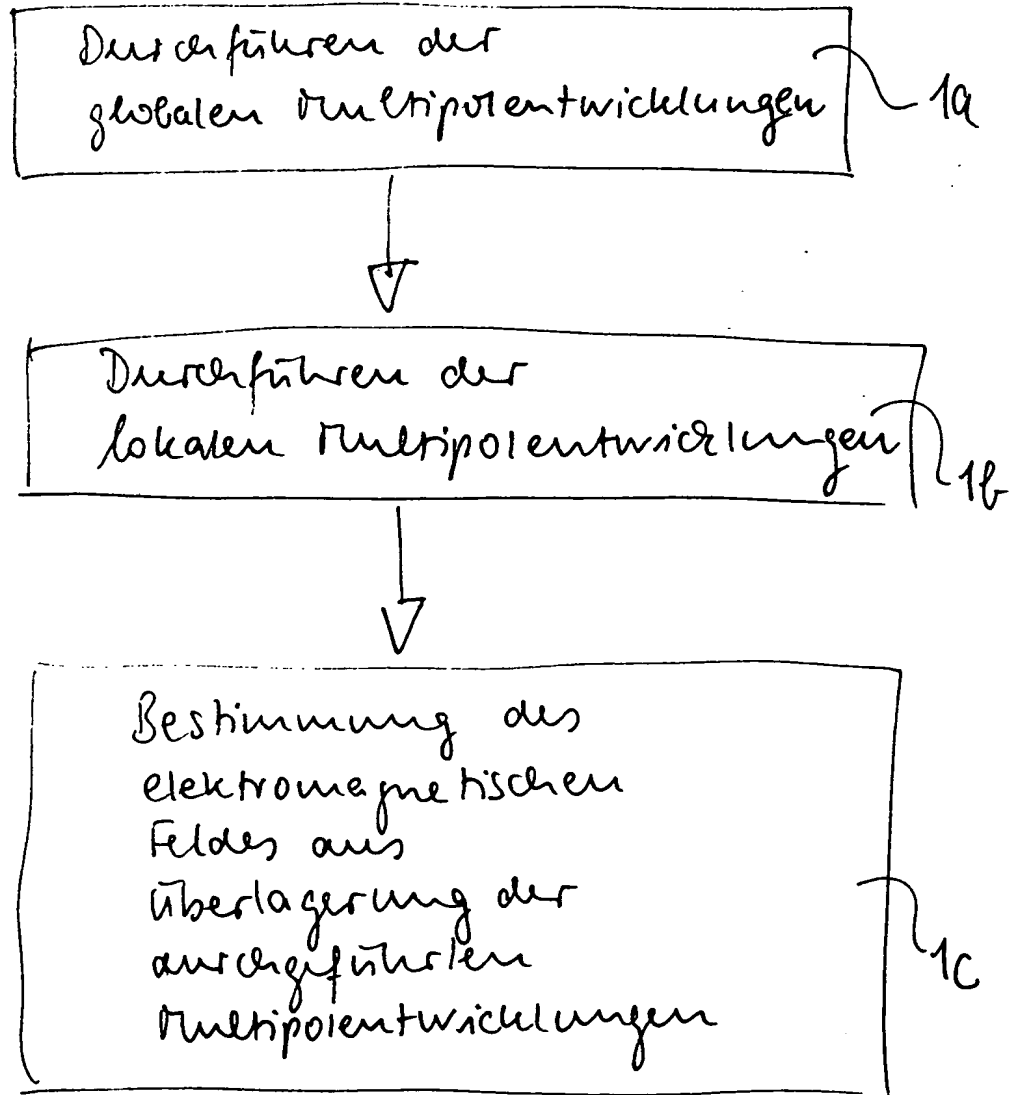 Durchführen der
globalen Multipolentwicklungen
1a
Durchführen der
lokalen Multipolentwicklungen
1b
Bestimmung des
elektromagnetischen
Feldes aus
Überlagerung der
durchgeführten
Multipolentwicklungen
1c